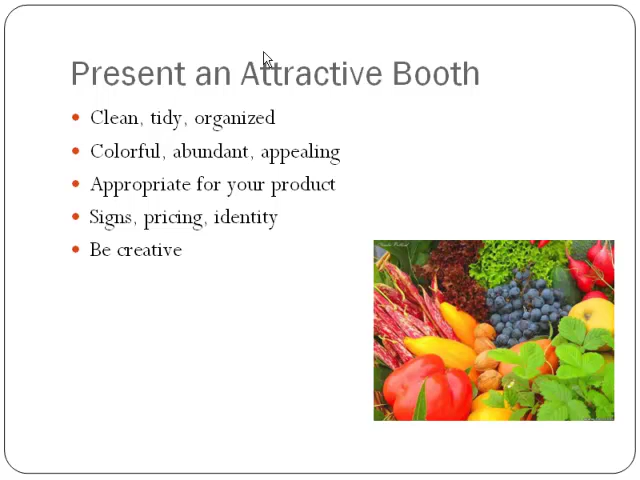 Present an Attractive Booth
Clean, tidy, organized
Colorful, abundant, appealing
Appropriate for your product
Signs, pricing, identity
Be creative